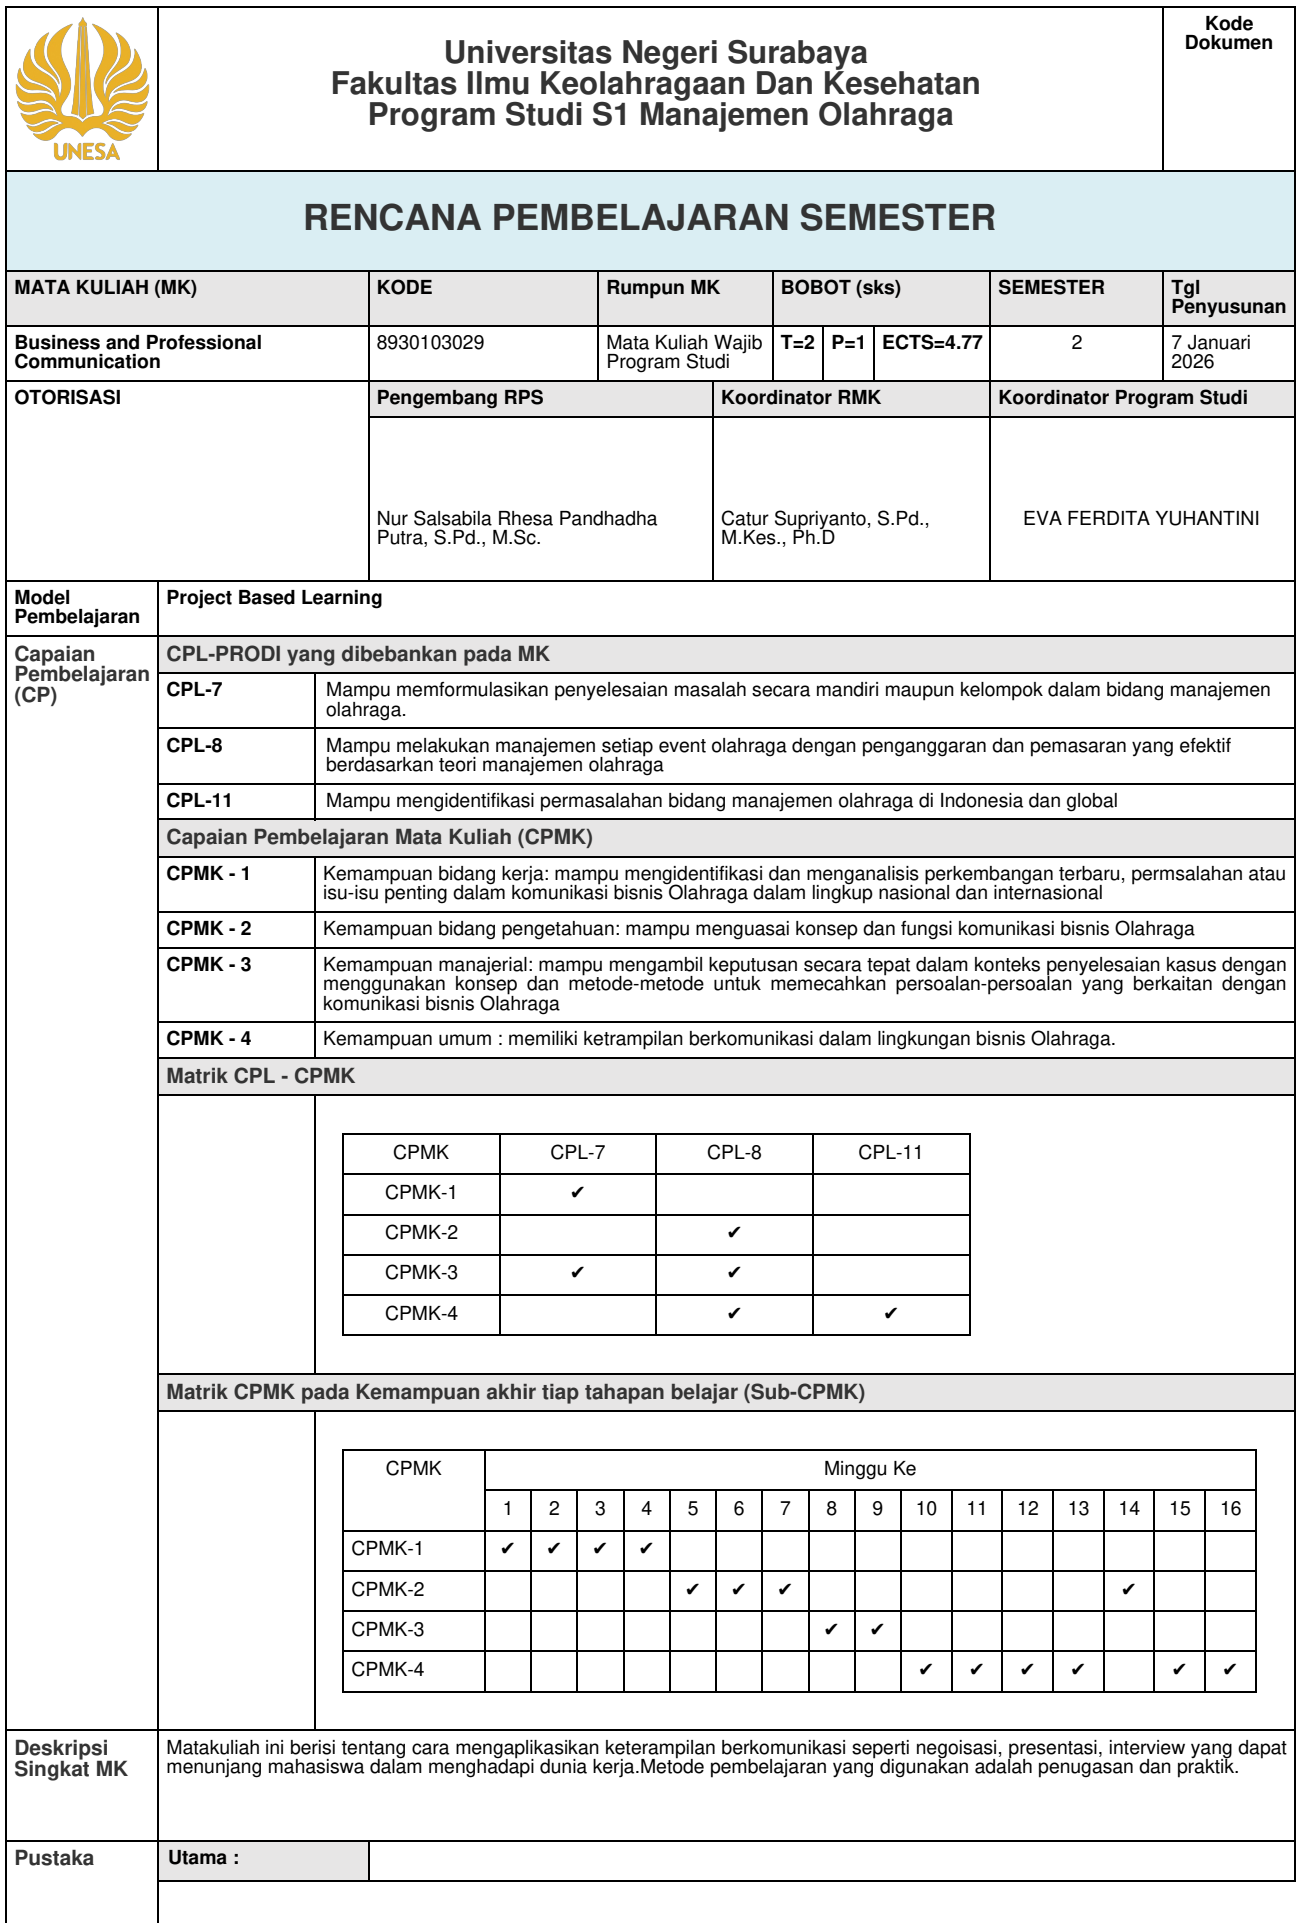 UNESA
Universitas Negeri Surabaya
Fakultas Ilmu Keolahragaan Dan Kesehatan
Program Studi S1 Manajemen Olahraga
Kode
Dokumen
RENCANA PEMBELAJARAN SEMESTER
MATA KULIAH (MK) KODE Rumpun MK BOBOT (sks) SEMESTER Tgl
Penyusunan
Business and Professional
Communication
8930103029
Mata Kuliah Wajib
Program Studi
T=2 P=1 ECTS=4.77 2 7 Januari
2026
OTORISASI Pengembang RPS Koordinator RMK Koordinator Program Studi
Nur Salsabila Rhesa Pandhadha
Putra, S.Pd., M.Sc.
Catur Supriyanto, S.Pd.,
M.Kes., Ph.D
EVA FERDITA YUHANTINI
Model
Pembelajaran
Project Based Learning
Capaian
Pembelajaran
(CP)
CPL-PRODI yang dibebankan pada MK
CPL-7 Mampu memformulasikan penyelesaian masalah secara mandiri maupun kelompok dalam bidang manajemen
olahraga.
CPL-8 Mampu melakukan manajemen setiap event olahraga dengan penganggaran dan pemasaran yang efektif
berdasarkan teori manajemen olahraga
CPL-11 Mampu mengidentifikasi permasalahan bidang manajemen olahraga di Indonesia dan global
Capaian Pembelajaran Mata Kuliah (CPMK)
CPMK - 1 Kemampuan bidang kerja: mampu mengidentifikasi dan menganalisis perkembangan terbaru, permsalahan atau
isu-isu penting dalam komunikasi bisnis Olahraga dalam lingkup nasional dan internasional
CPMK - 2 Kemampuan bidang pengetahuan: mampu menguasai konsep dan fungsi komunikasi bisnis Olahraga
CPMK - 3 Kemampuan manajerial: mampu mengambil keputusan secara tepat dalam konteks penyelesaian kasus dengan
menggunakan konsep dan metode-metode untuk memecahkan persoalan-persoalan yang berkaitan dengan
komunikasi bisnis Olahraga
CPMK - 4 Kemampuan umum : memiliki ketrampilan berkomunikasi dalam lingkungan bisnis Olahraga.
Matrik CPL - CPMK
CPMK CPL-7 CPL-8 CPL-11
CPMK-1 ✔
CPMK-2 ✔
CPMK-3 ✔ ✔
CPMK-4 ✔ ✔
Matrik CPMK pada Kemampuan akhir tiap tahapan belajar (Sub-CPMK)
CPMK Minggu Ke
1 2 3 4 5 6 7 8 9 10 11 12 13 14 15 16
CPMK-1 ✔ ✔ ✔ ✔
CPMK-2 ✔ ✔ ✔ ✔
CPMK-3 ✔ ✔
CPMK-4 ✔ ✔ ✔ ✔ ✔ ✔
Deskripsi
Singkat MK
Matakuliah ini berisi tentang cara mengaplikasikan keterampilan berkomunikasi seperti negoisasi, presentasi, interview yang dapat
menunjang mahasiswa dalam menghadapi dunia kerja.Metode pembelajaran yang digunakan adalah penugasan dan praktik.
Pustaka Utama :